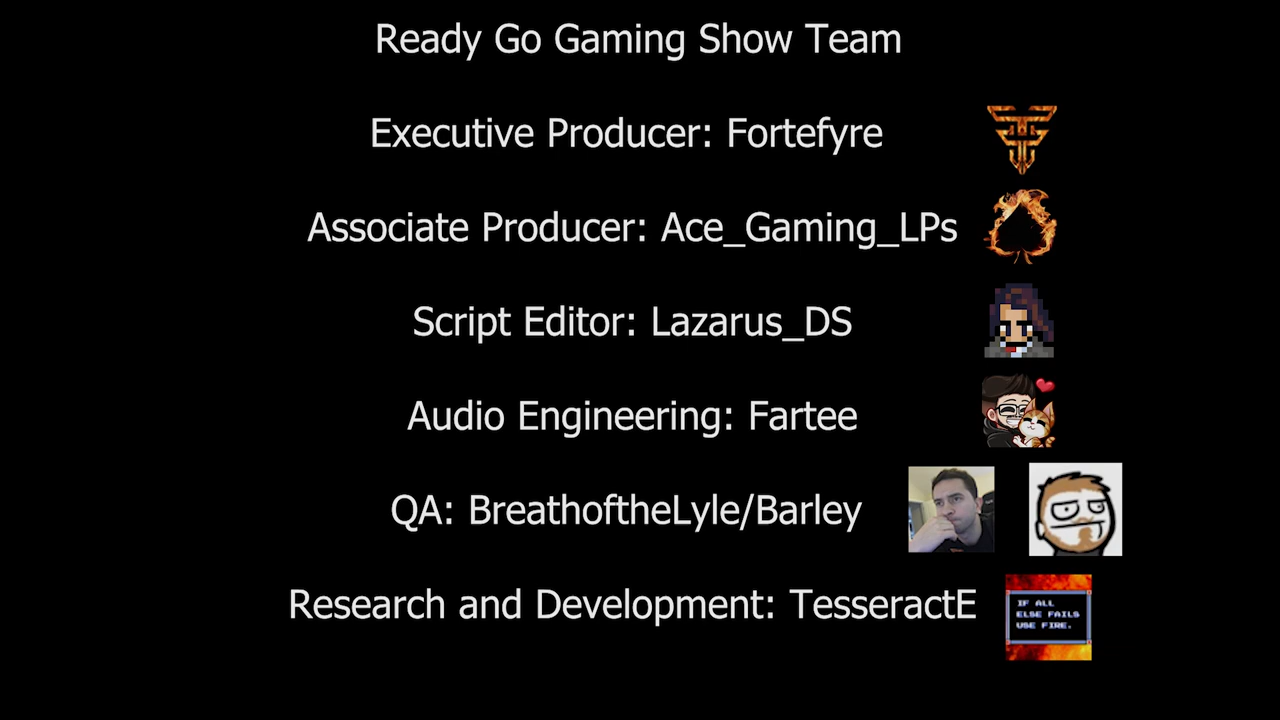 Ready Go Gaming Show Team
Executive Producer: Fortefyre
Associate Producer: Ace_Gaming_LPs
Script Editor: Lazarus_DS
Audio Engineering: Fartee
QA: BreathoftheLyle/Barley
Research and Development: TesseractE
IF ALL
ELSE FAILS
USE FIRE.